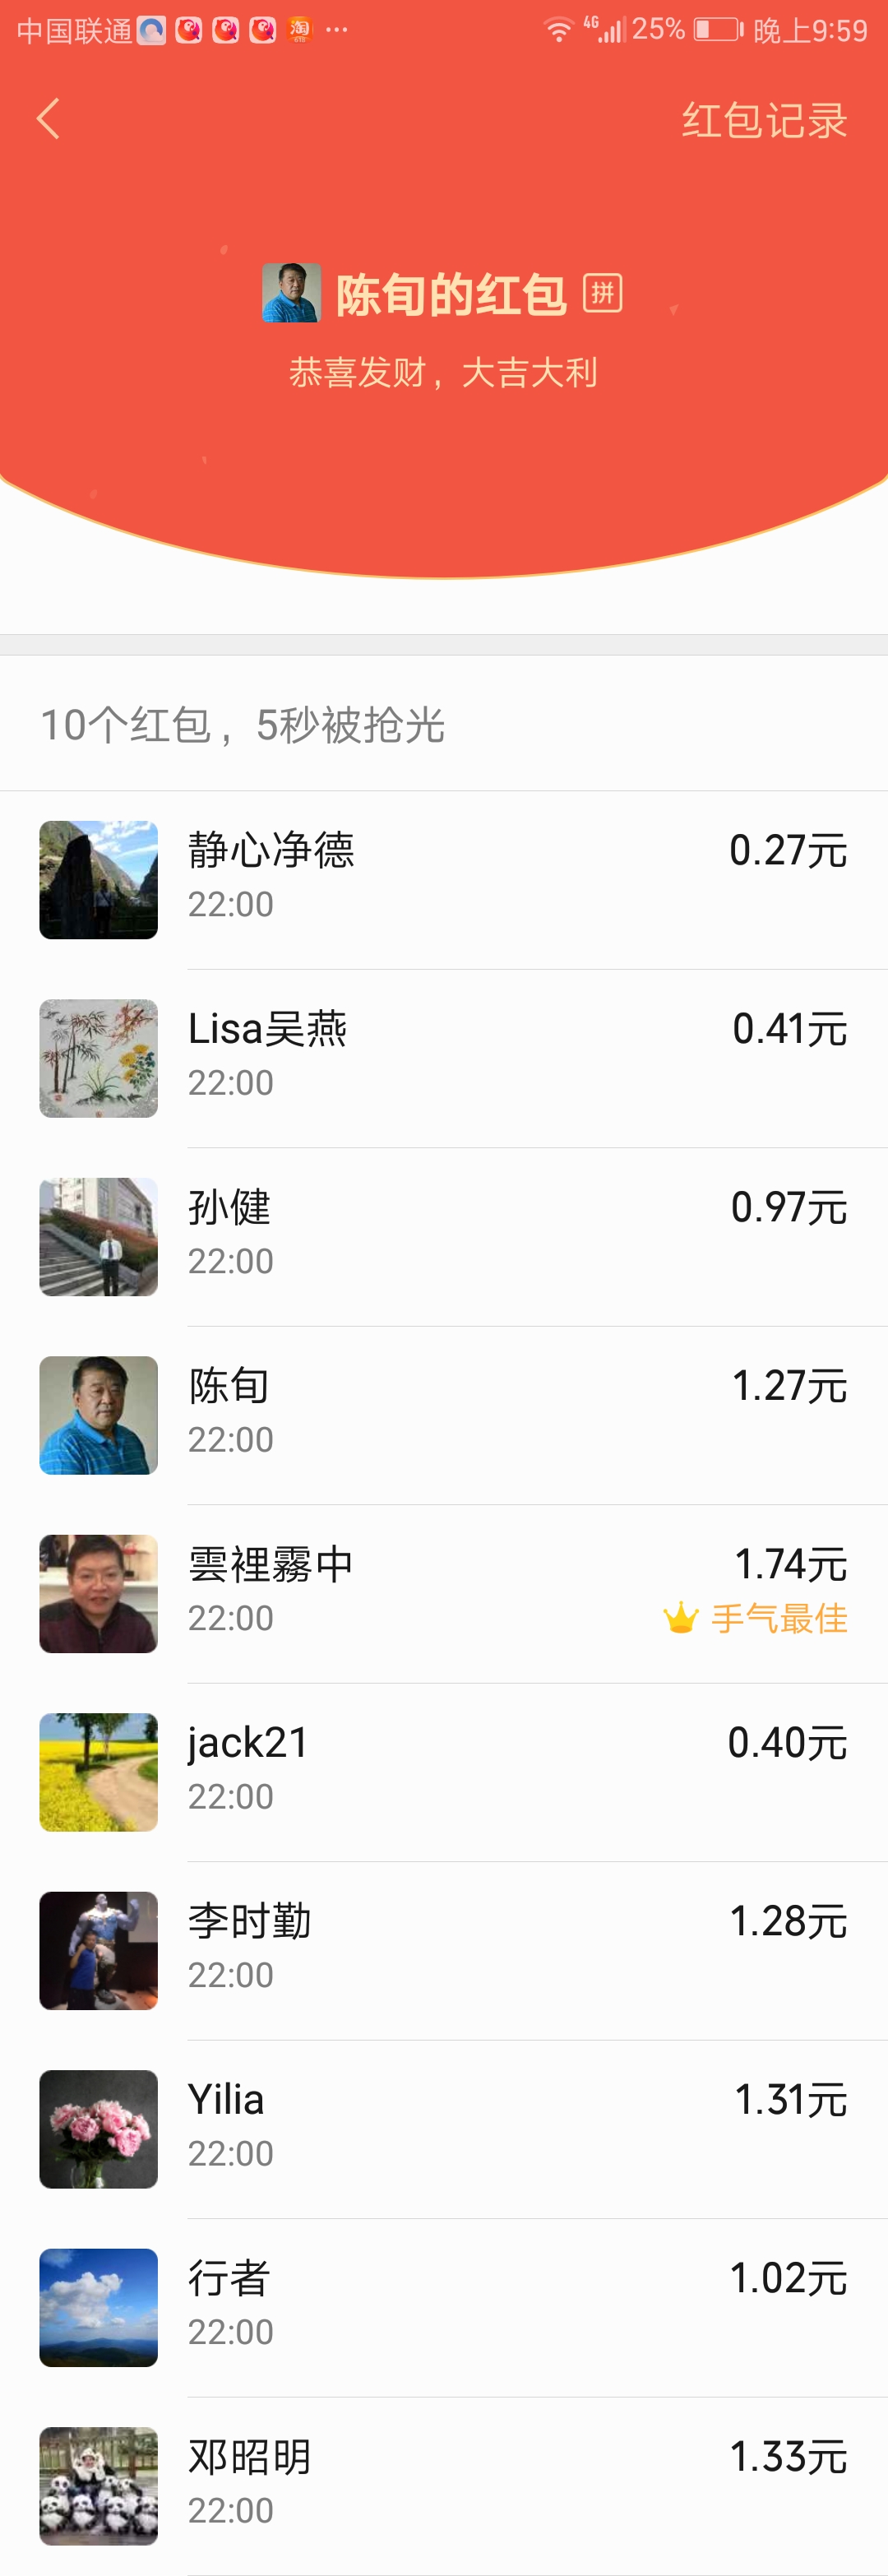 中国联通 淘 ··· 4G 25% 晚上9:59
红包记录
陈旬的红包 拼
恭喜发财，大吉大利
10个红包，5秒被抢光
静心净德 0.27元
22:00
Lisa吴燕 0.41元
22:00
孙健 0.97元
22:00
陈旬 1.27元
22:00
雲裡霧中 1.74元
22:00 手气最佳
jack21 0.40元
22:00
李时勤 1.28元
22:00
Yilia 1.31元
22:00
行者 1.02元
22:00
邓昭明 1.33元
22:00